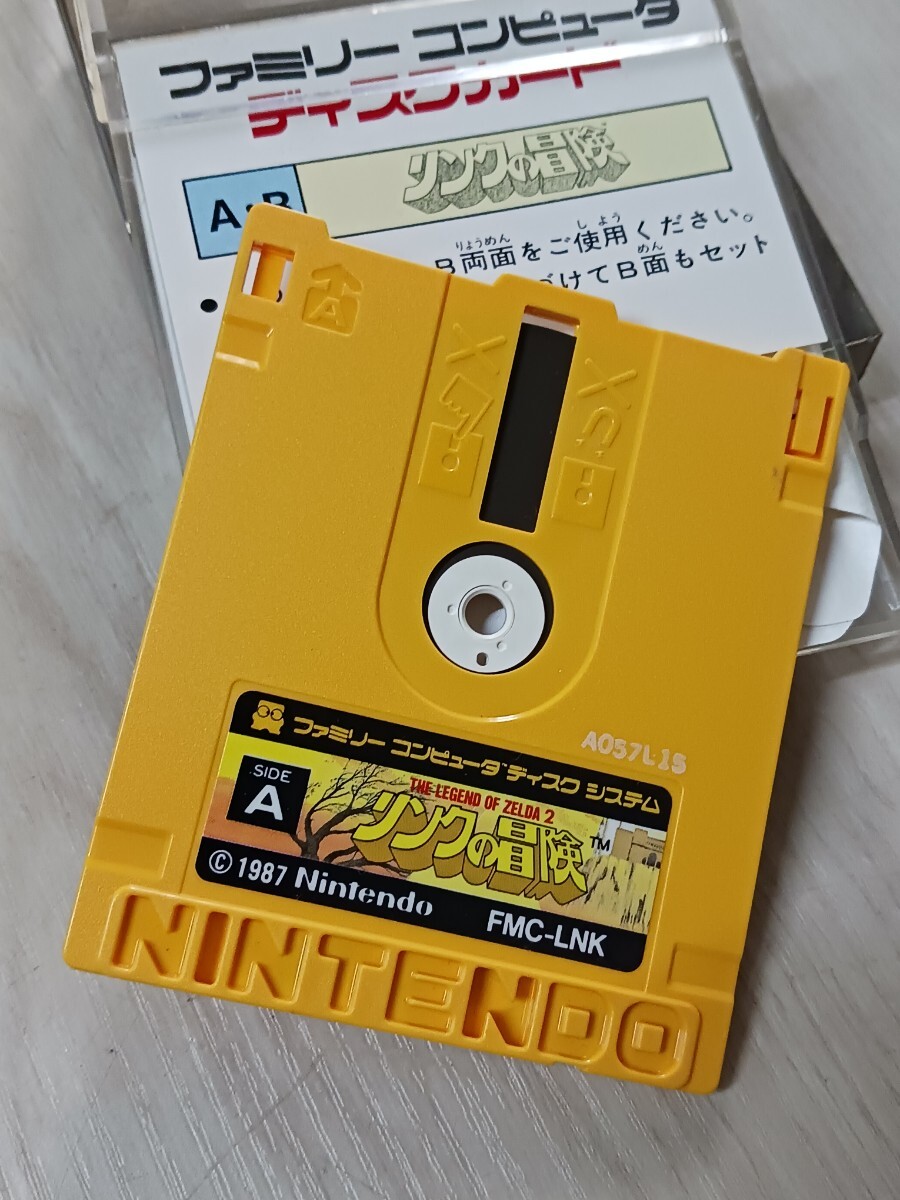 ファミリー コンピュータ
ディスクカード
A・B
リンクの冒険
りょうめん
しよう
B両面をご使用ください。
めん
づけてB面もセット
A
A057L1S
ファミリー コンピュータ ディスク システム
SIDE
A
THE LEGEND OF ZELDA 2
リンクの冒険
TM
© 1987 Nintendo
FMC-LNK
NINTENDO